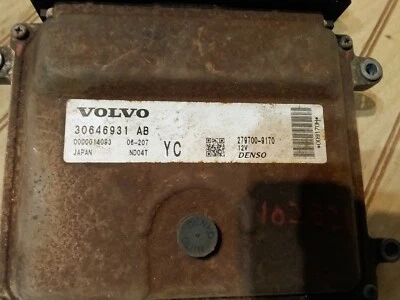 VOLVO
30646931 AB
0000014093 06-207
JAPAN ND04T
YC
279700-9170
12V
DENSO